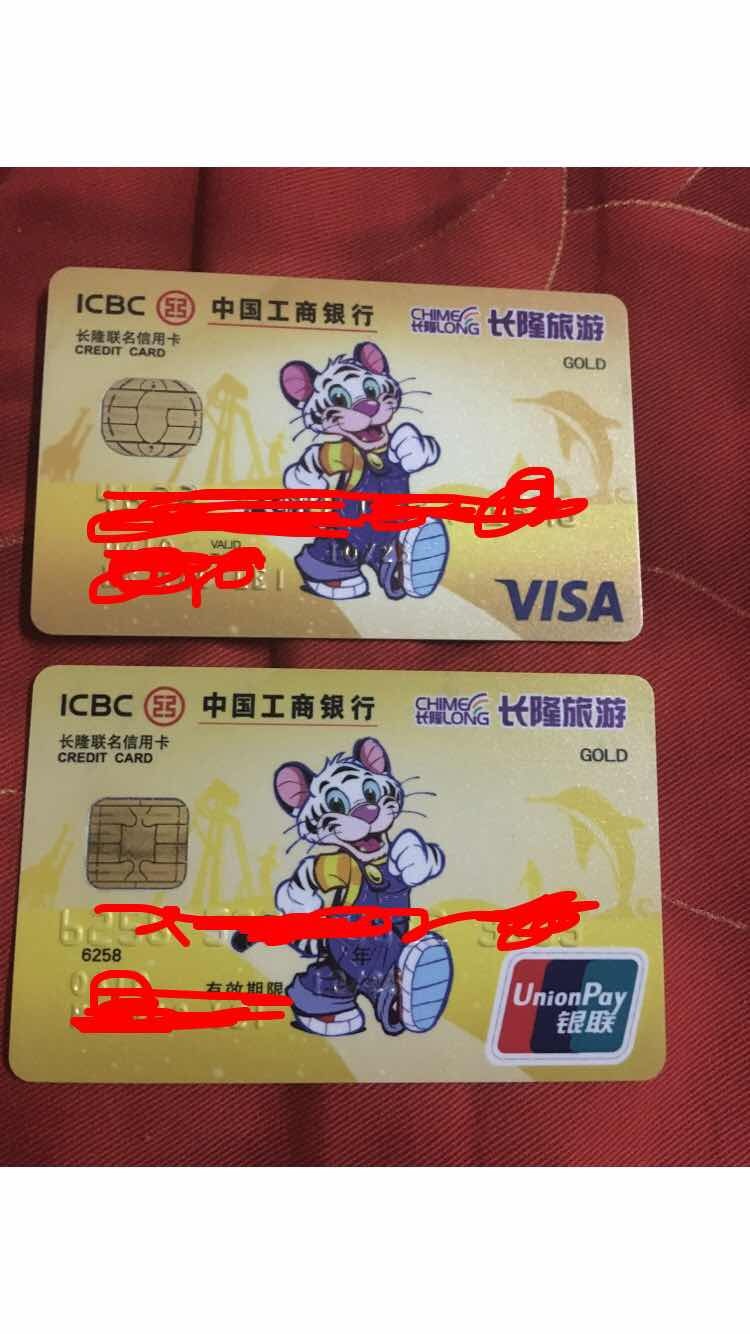 ICBC 中国工商银行 CHIMELONG 长隆 长隆旅游
长隆联名信用卡
CREDIT CARD
GOLD
VALID
VISA
ICBC 中国工商银行 CHIMELONG 长隆 长隆旅游
长隆联名信用卡
CREDIT CARD
GOLD
6258
年
有效期限
UnionPay
银联